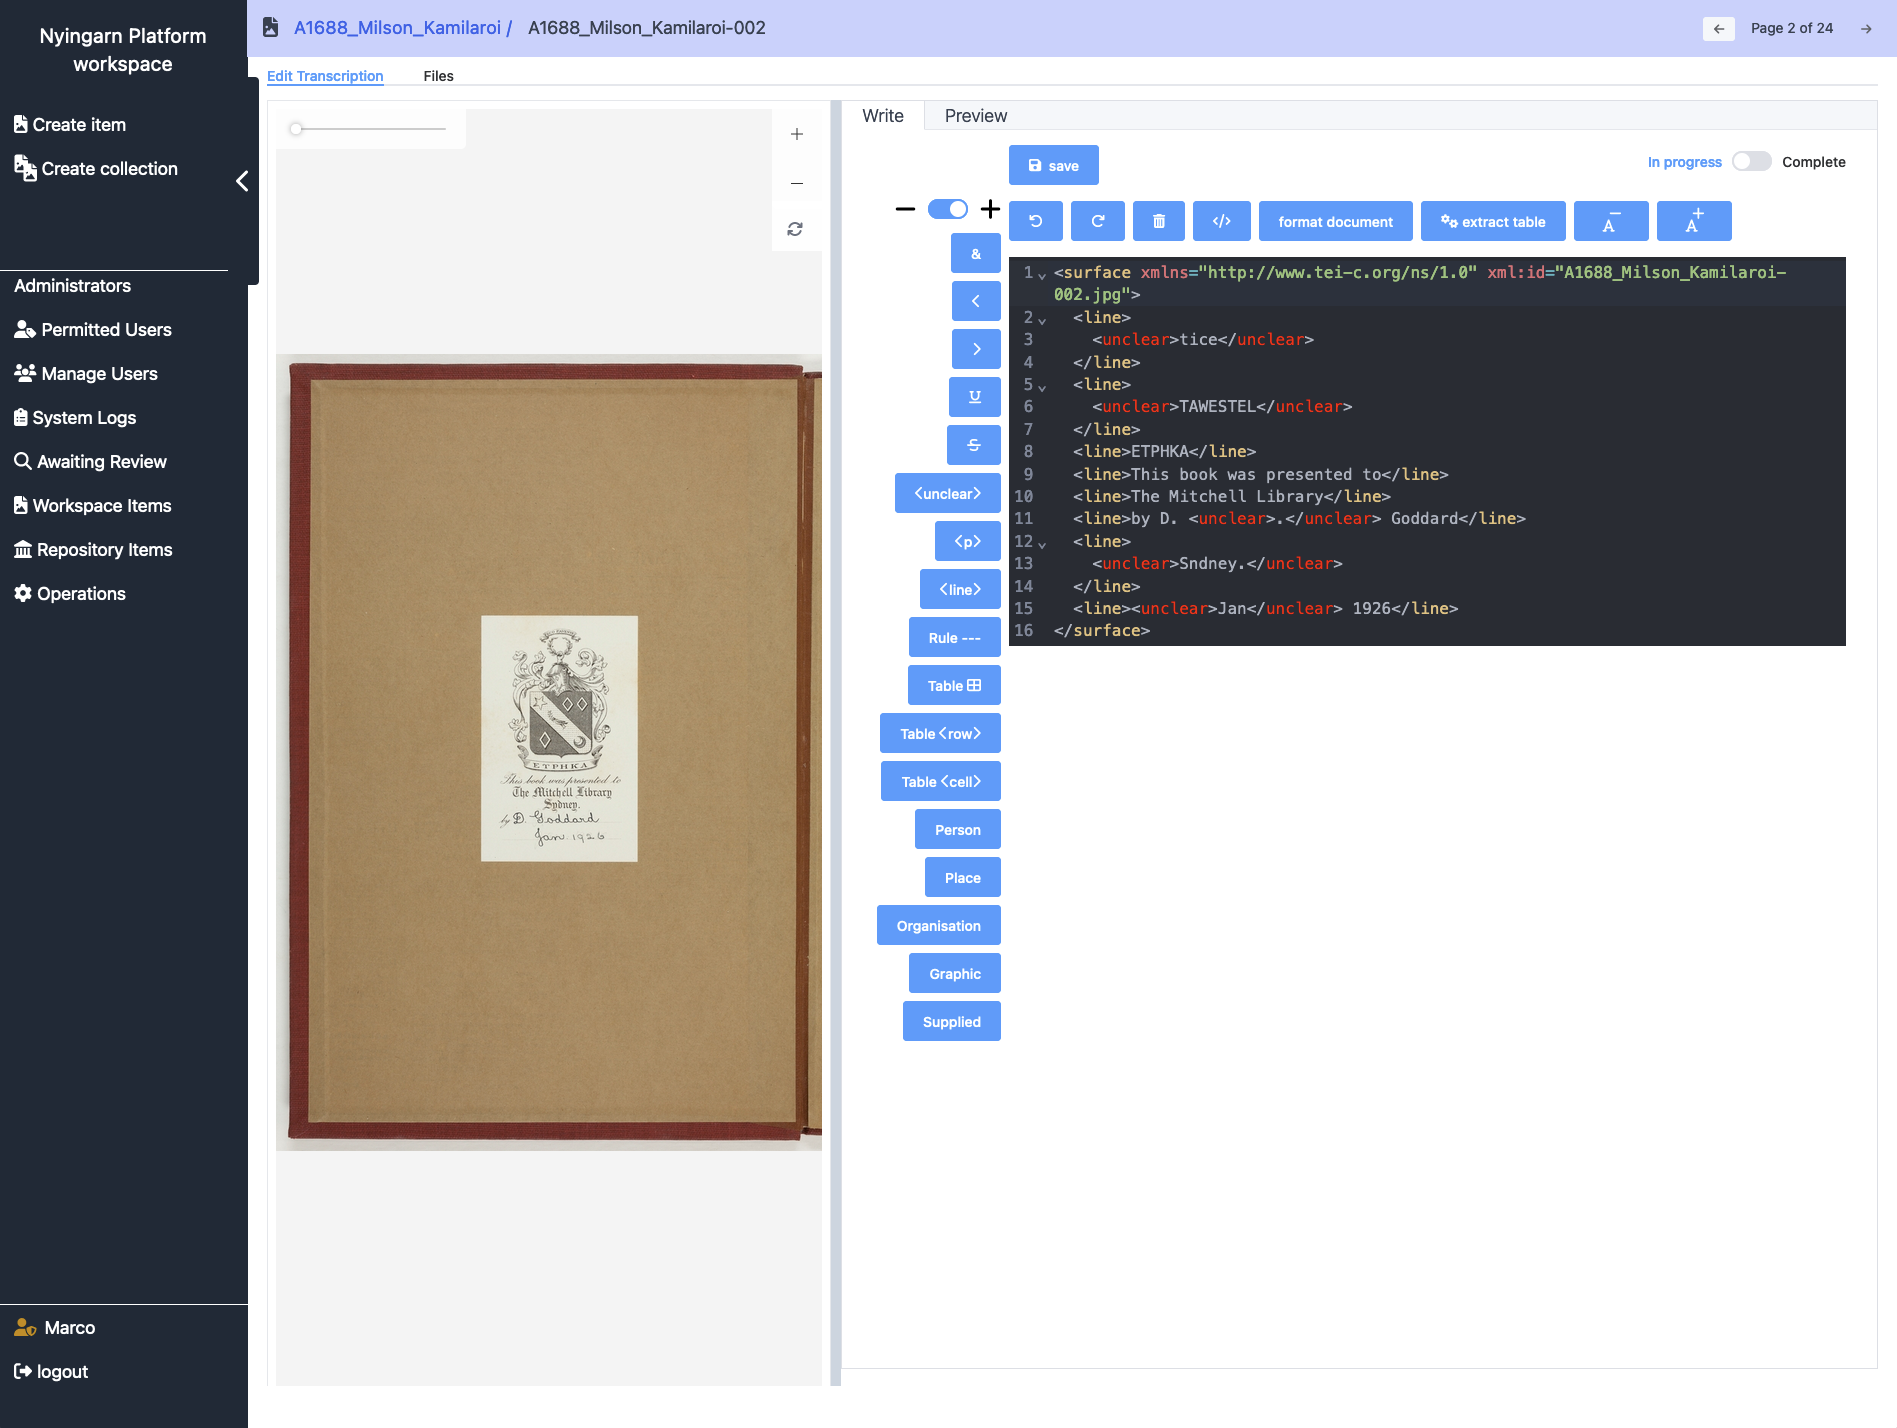 Nyingarn Platform
workspace
Create item
Create collection
Administrators
Permitted Users
Manage Users
System Logs
Awaiting Review
Workspace Items
Repository Items
Operations
Marco
logout
A1688_Milson_Kamilaroi / A1688_Milson_Kamilaroi-002
Page 2 of 24
Edit Transcription Files
ETPHKA
This book was presented to
The Mitchell Library
Sydney.
by D. Goddard
Jan. 1926
Write Preview
save
In progress Complete
</> format document extract table A– A+
&
<
>
U
S
<unclear>
<p>
<line>
Rule ---
Table
Table <row>
Table <cell>
Person
Place
Organisation
Graphic
Supplied
1 <surface xmlns="http://www.tei-c.org/ns/1.0" xml:id="A1688_Milson_Kamilaroi-
002.jpg">
2 <line>
3 <unclear>tice</unclear>
4 </line>
5 <line>
6 <unclear>TAWESTEL</unclear>
7 </line>
8 <line>ETPHKA</line>
9 <line>This book was presented to</line>
10 <line>The Mitchell Library</line>
11 <line>by D. <unclear>.</unclear> Goddard</line>
12 <line>
13 <unclear>Sndney.</unclear>
14 </line>
15 <line><unclear>Jan</unclear> 1926</line>
16 </surface>